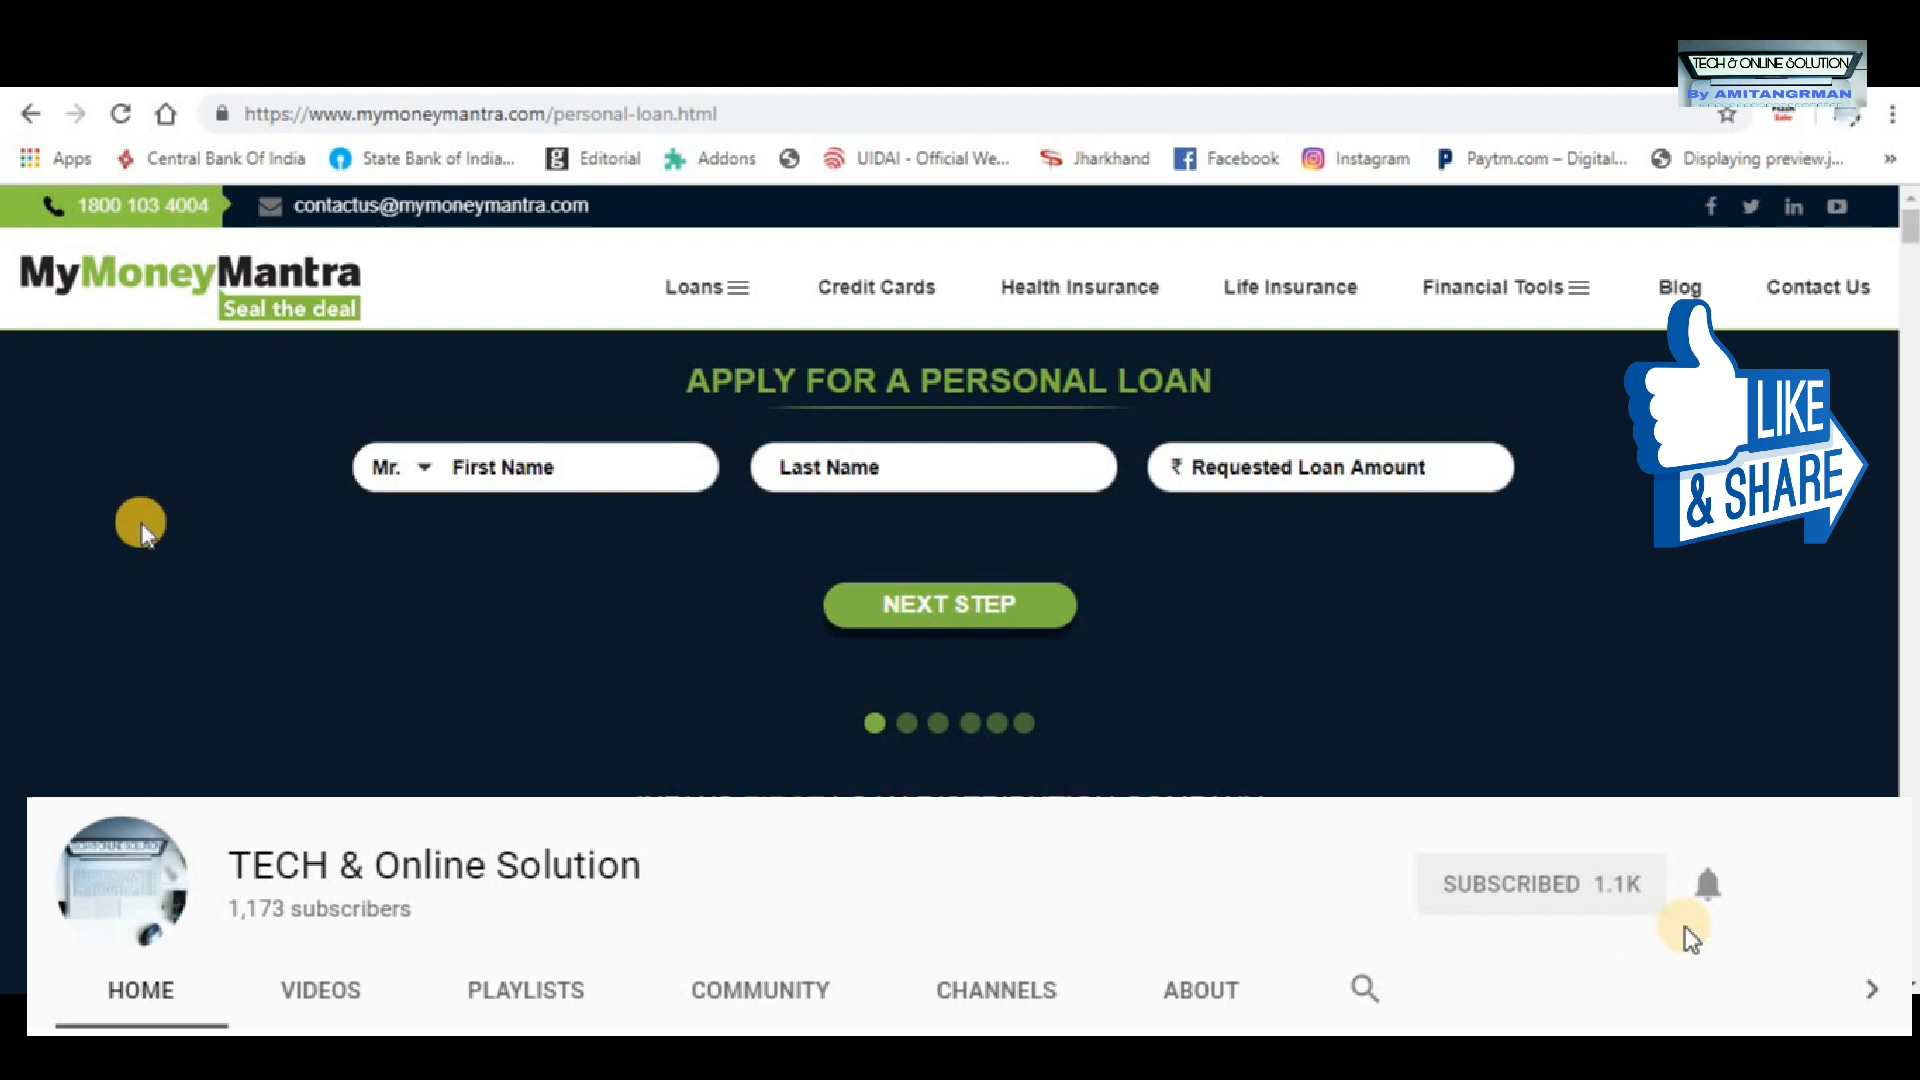 TECH & ONLINE SOLUTION
By AMITANGRMAN
https://www.mymoneymantra.com/personal-loan.html
Sale
Apps Central Bank Of India State Bank of India... Editorial Addons UIDAI - Official We... Jharkhand Facebook Instagram Paytm.com – Digital... Displaying preview.j... »
1800 103 4004 contactus@mymoneymantra.com
MyMoneyMantra
Seal the deal
Loans Credit Cards Health Insurance Life Insurance Financial Tools Blog Contact Us
APPLY FOR A PERSONAL LOAN
Mr. First Name Last Name ₹ Requested Loan Amount
LIKE
& SHARE
NEXT STEP
TECH & Online Solution
1,173 subscribers
SUBSCRIBED 1.1K
HOME VIDEOS PLAYLISTS COMMUNITY CHANNELS ABOUT